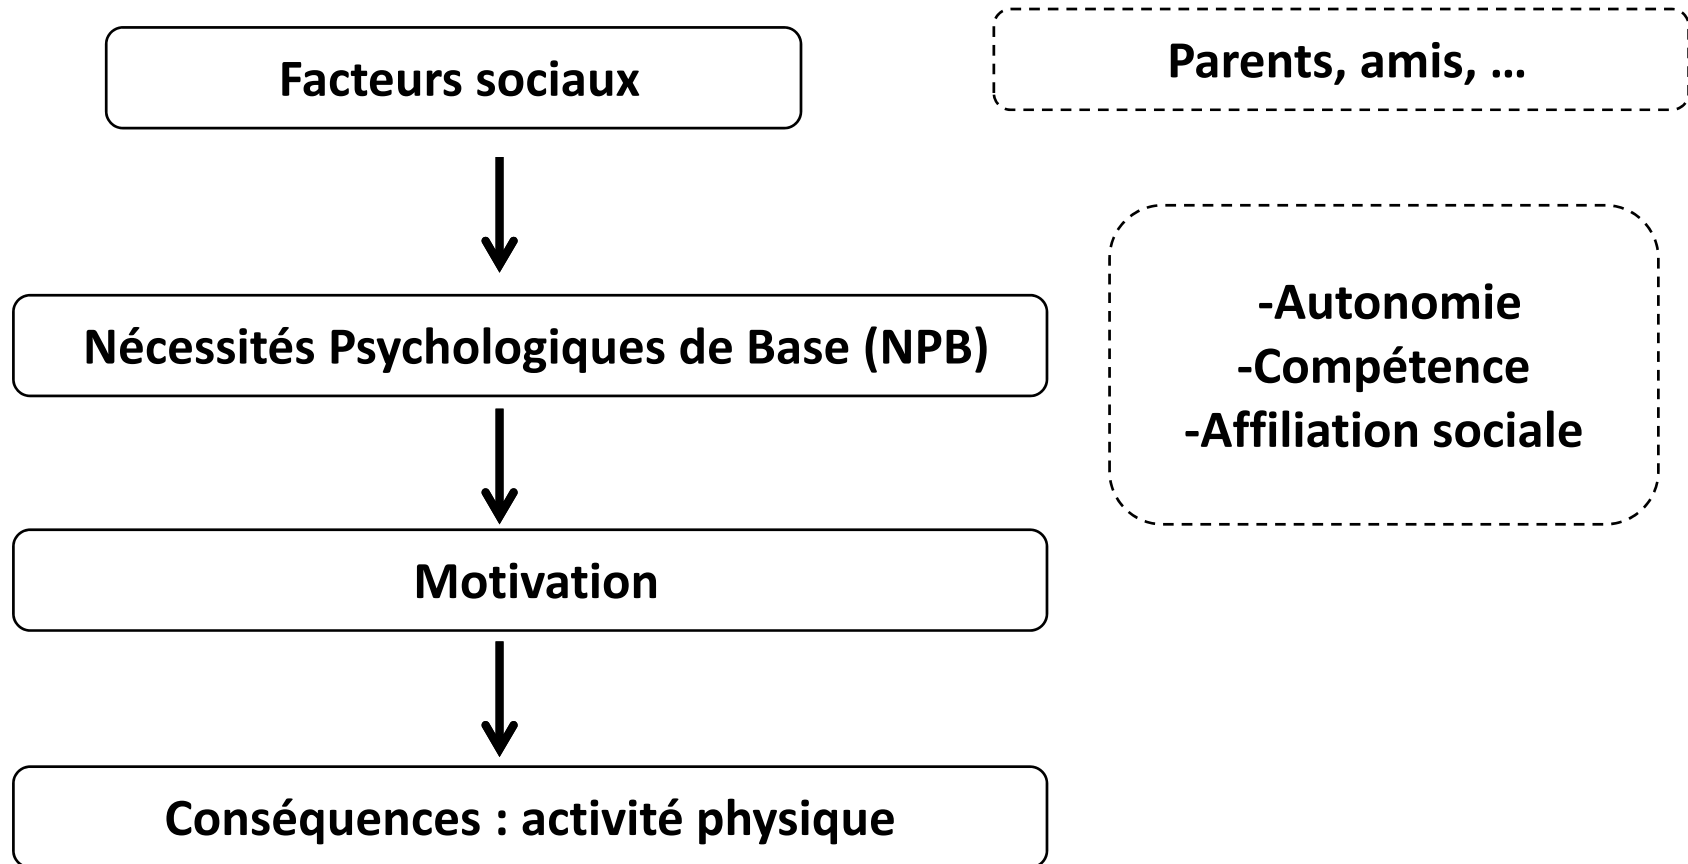 Facteurs sociaux
Parents, amis, ...
Nécessités Psychologiques de Base (NPB)
-Autonomie
-Compétence
-Affiliation sociale
Motivation
Conséquences : activité physique